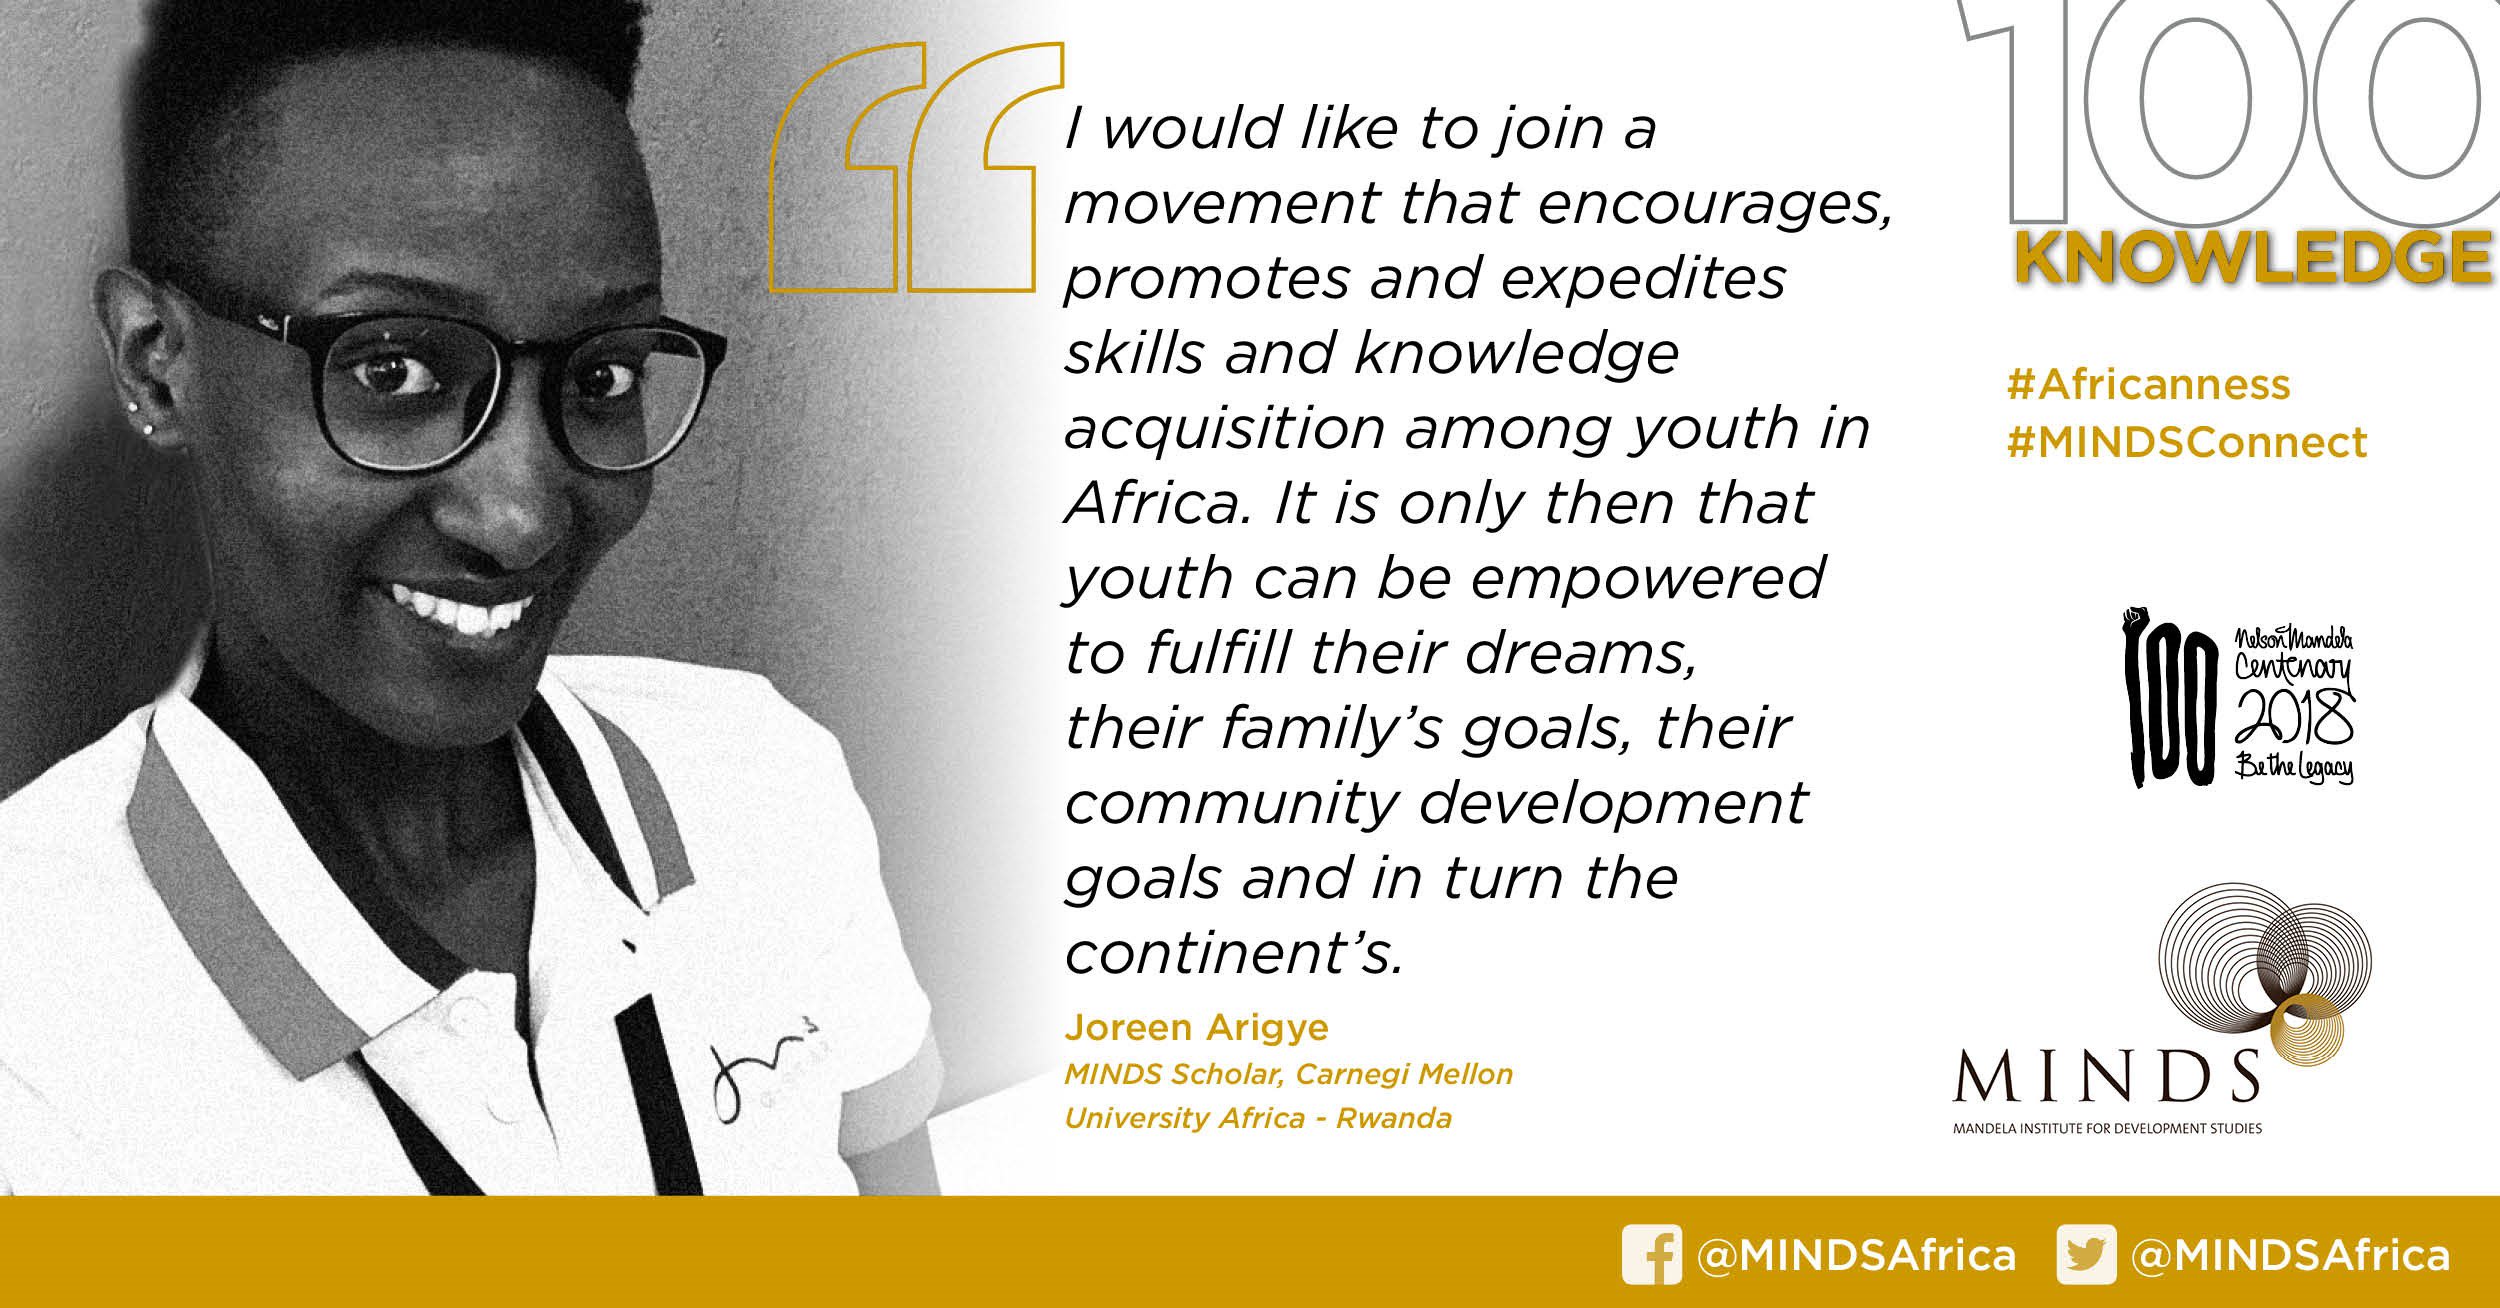 I would like to join a
movement that encourages,
promotes and expedites
skills and knowledge
acquisition among youth in
Africa. It is only then that
youth can be empowered
to fulfill their dreams,
their family’s goals, their
community development
goals and in turn the
continent’s.
Joreen Arigye
MINDS Scholar, Carnegi Mellon
University Africa - Rwanda
100
KNOWLEDGE
#Africanness
#MINDSConnect
100
Nelson Mandela
Centenary
2018
Be the Legacy
MINDS
MANDELA INSTITUTE FOR DEVELOPMENT STUDIES
@MINDSAfrica @MINDSAfrica